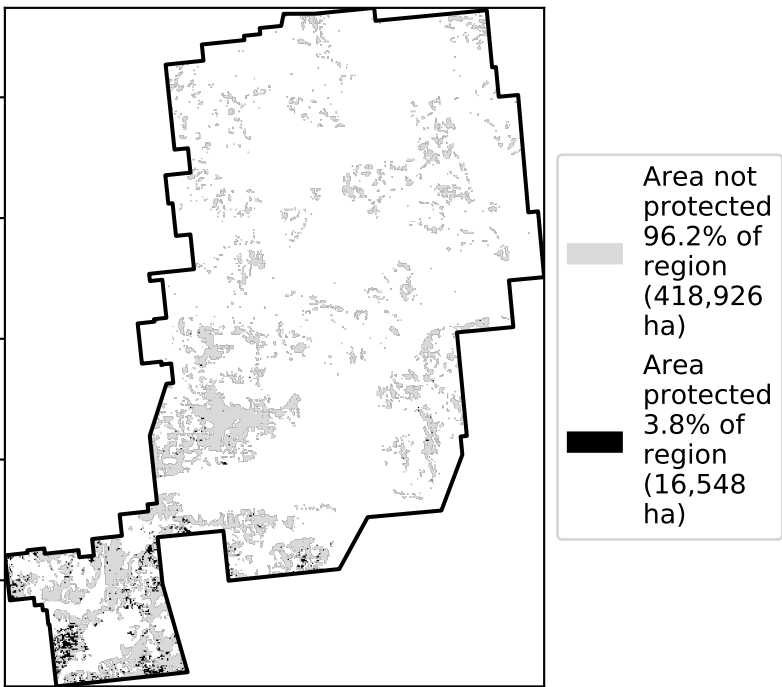 Area not
protected
96.2% of
region
(418,926
ha)
Area
protected
3.8% of
region
(16,548
ha)